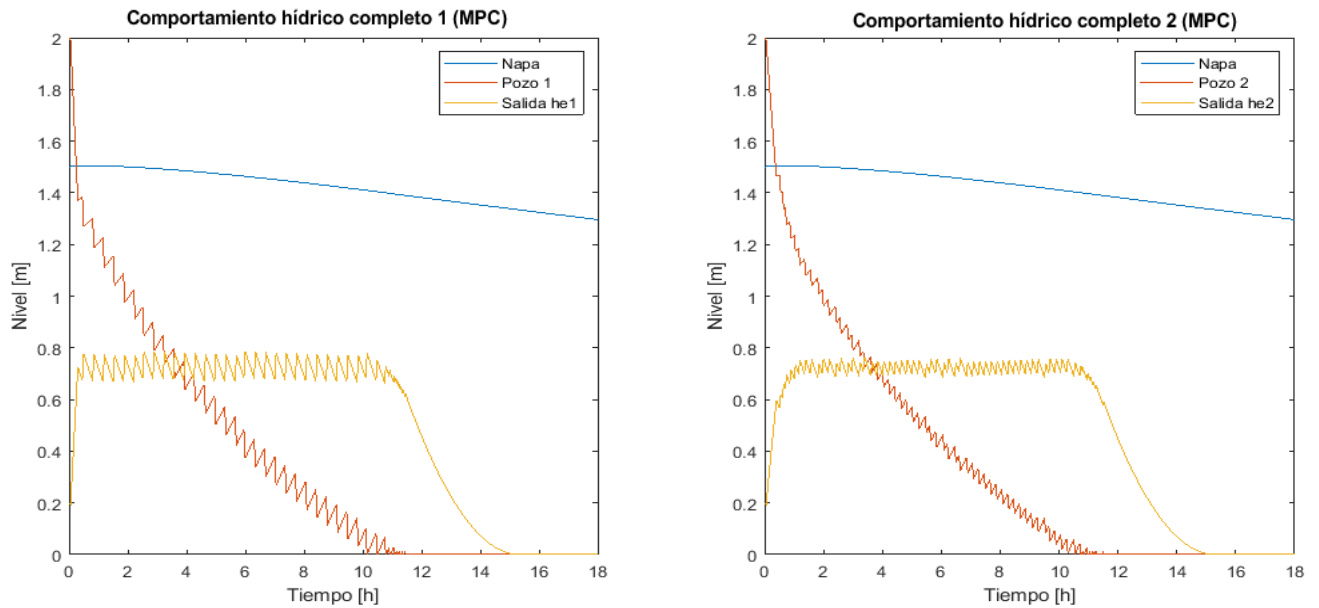 Comportamiento hídrico completo 1 (MPC)
2
1.8
1.6
1.4
1.2
1
0.8
0.6
0.4
0.2
0
Nivel [m]
Napa
Pozo 1
Salida he1
0 2 4 6 8 10 12 14 16 18
Tiempo [h]
Comportamiento hídrico completo 2 (MPC)
2
1.8
1.6
1.4
1.2
1
0.8
0.6
0.4
0.2
0
Nivel [m]
Napa
Pozo 2
Salida he2
0 2 4 6 8 10 12 14 16 18
Tiempo [h]